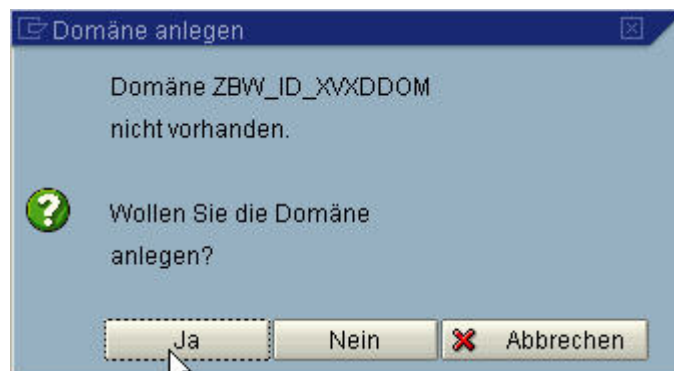 Domäne anlegen
Domäne ZBW_ID_XVXDDOM
nicht vorhanden.
Wollen Sie die Domäne
anlegen?
Ja Nein Abbrechen